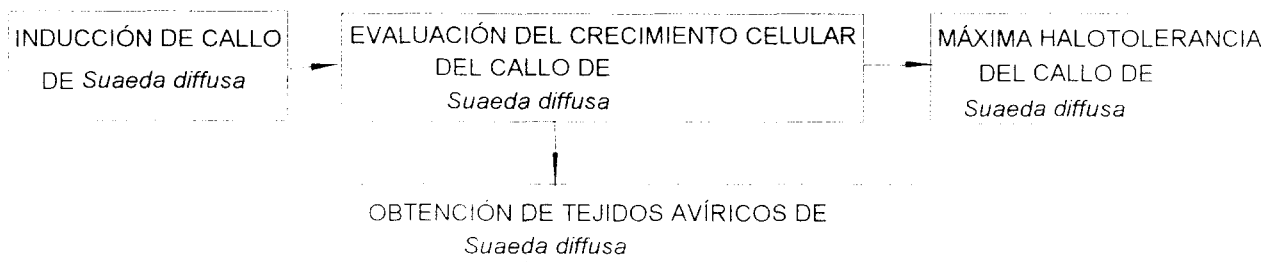 INDUCCIÓN DE CALLO
DE Suaeda diffusa
EVALUACIÓN DEL CRECIMIENTO CELULAR
DEL CALLO DE
Suaeda diffusa
MÁXIMA HALOTOLERANCIA
DEL CALLO DE
Suaeda diffusa
OBTENCIÓN DE TEJIDOS AVÍRICOS DE
Suaeda diffusa